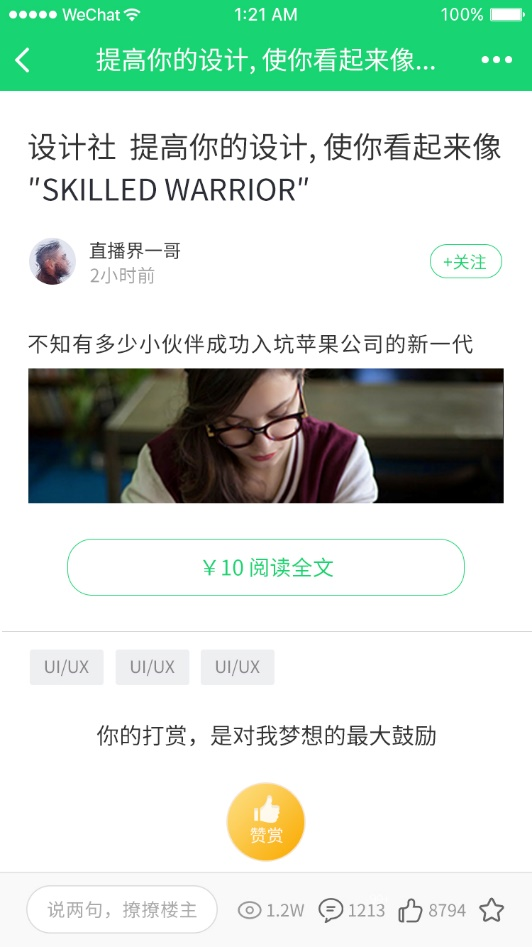 WeChat 1:21 AM 100%
提高你的设计, 使你看起来像...
设计社 提高你的设计, 使你看起来像
"SKILLED WARRIOR"
直播界一哥
2小时前
+关注
不知有多少小伙伴成功入坑苹果公司的新一代
￥10 阅读全文
UI/UX UI/UX UI/UX
你的打赏，是对我梦想的最大鼓励
赞赏
说两句，撩撩楼主 1.2W 1213 8794